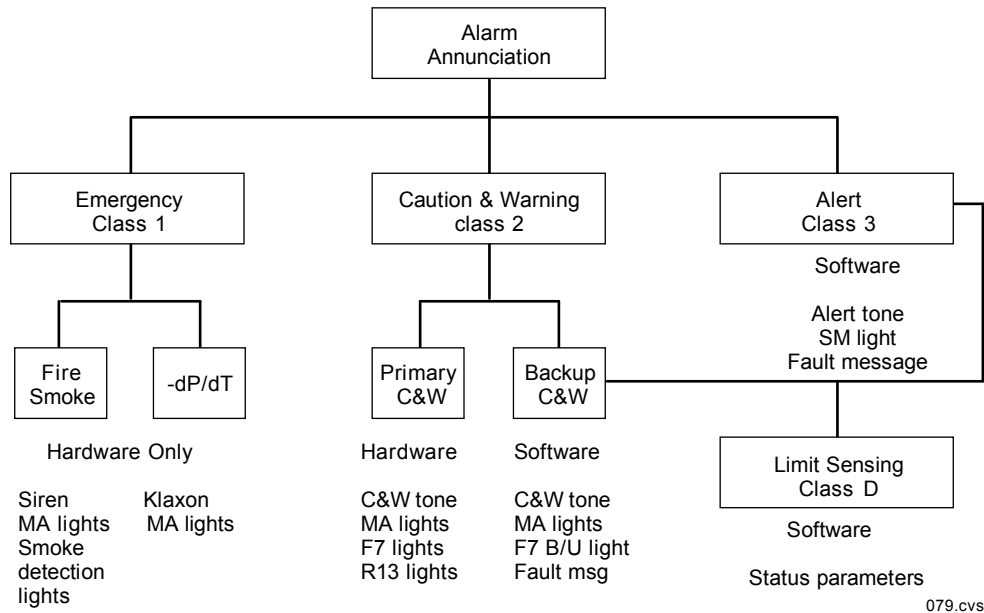 Alarm
Annunciation
Emergency
Class 1
Caution & Warning
class 2
Alert
Class 3
Software
Alert tone
SM light
Fault message
Fire
Smoke
-dP/dT
Primary
C&W
Backup
C&W
Hardware Only
Hardware
Software
Limit Sensing
Class D
Siren
MA lights
Smoke
detection
lights
Klaxon
MA lights
C&W tone
MA lights
F7 lights
R13 lights
C&W tone
MA lights
F7 B/U light
Fault msg
Software
Status parameters
079.cvs